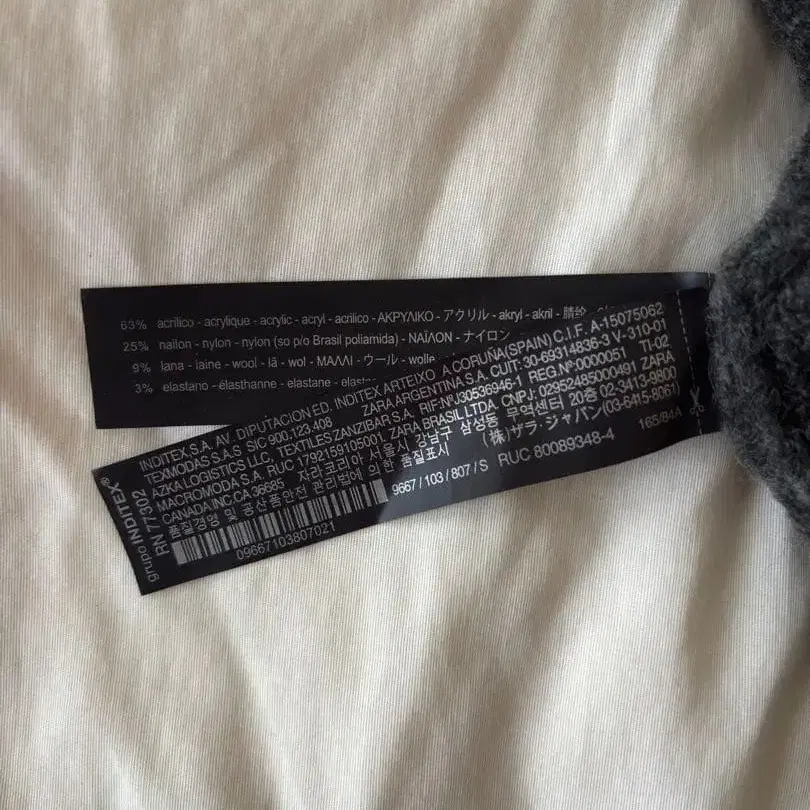 63% acrilico - acrylique - acrylic - acryl - acrilico - ΑΚΡΥΛΙΚΟ - アクリル - akryl - akril - 腈纶 -
25% nailon - nylon - nylon (so p/o Brasil poliamida) - ΝΑΪΛΟΝ - ナイロン
9% lana - laine - wool - lã - wol - ΜΑΛΛΙ - ウール - wolle
3% elastano - élasthanne - elastane -
grupo INDITEX®
RN 77302
INDITEX S.A. AV. DIPUTACION ED. INDITEX ARTEIXO A CORUÑA(SPAIN) C.I.F. A-15075062
TEXMODAS S.A.S SIC 900.123.408 ZARA ARGENTINA S.A. CUIT: 30-69314836-3 V-310-01
AZKA LOGISTICS LLC, TEXTILES ZANZIBAR S.A. RIF-NºJ30536946-1 REG.Nº:0000051 TI-02
MACROMODA S.A. RUC 1792159105001. ZARA BRASIL LTDA. CNPJ: 02952485000491 ZARA
CANADA INC.CA 36685 자라코리아 서울시 강남구 삼성동 무역센터 20층 02-3413-9800
품질경영 및 공산품안전 관리법에 의한 품질표시 (株)ザラ・ジャパン (03-6415-8061)
9667 / 103 / 807 / S RUC 80089348-4 165/84A
09667103807021